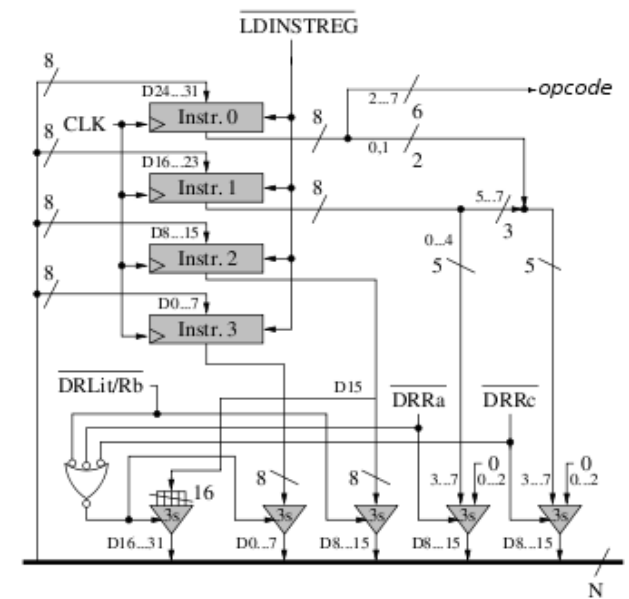 LDINSTREG
8
D24...31
2...7
6
opcode
CLK
Instr. 0
8
0,1
2
8
D16...23
Instr. 1
8
5...7
3
8
D8...15
Instr. 2
0...4
5
5
8
D0...7
Instr. 3
DRLit/Rb
D15
DRRa
DRRc
16
8
8
3...7
0
0...2
3...7
0
0...2
3s
3s
3s
3s
3s
D16...31
D0...7
D8...15
D8...15
D8...15
N